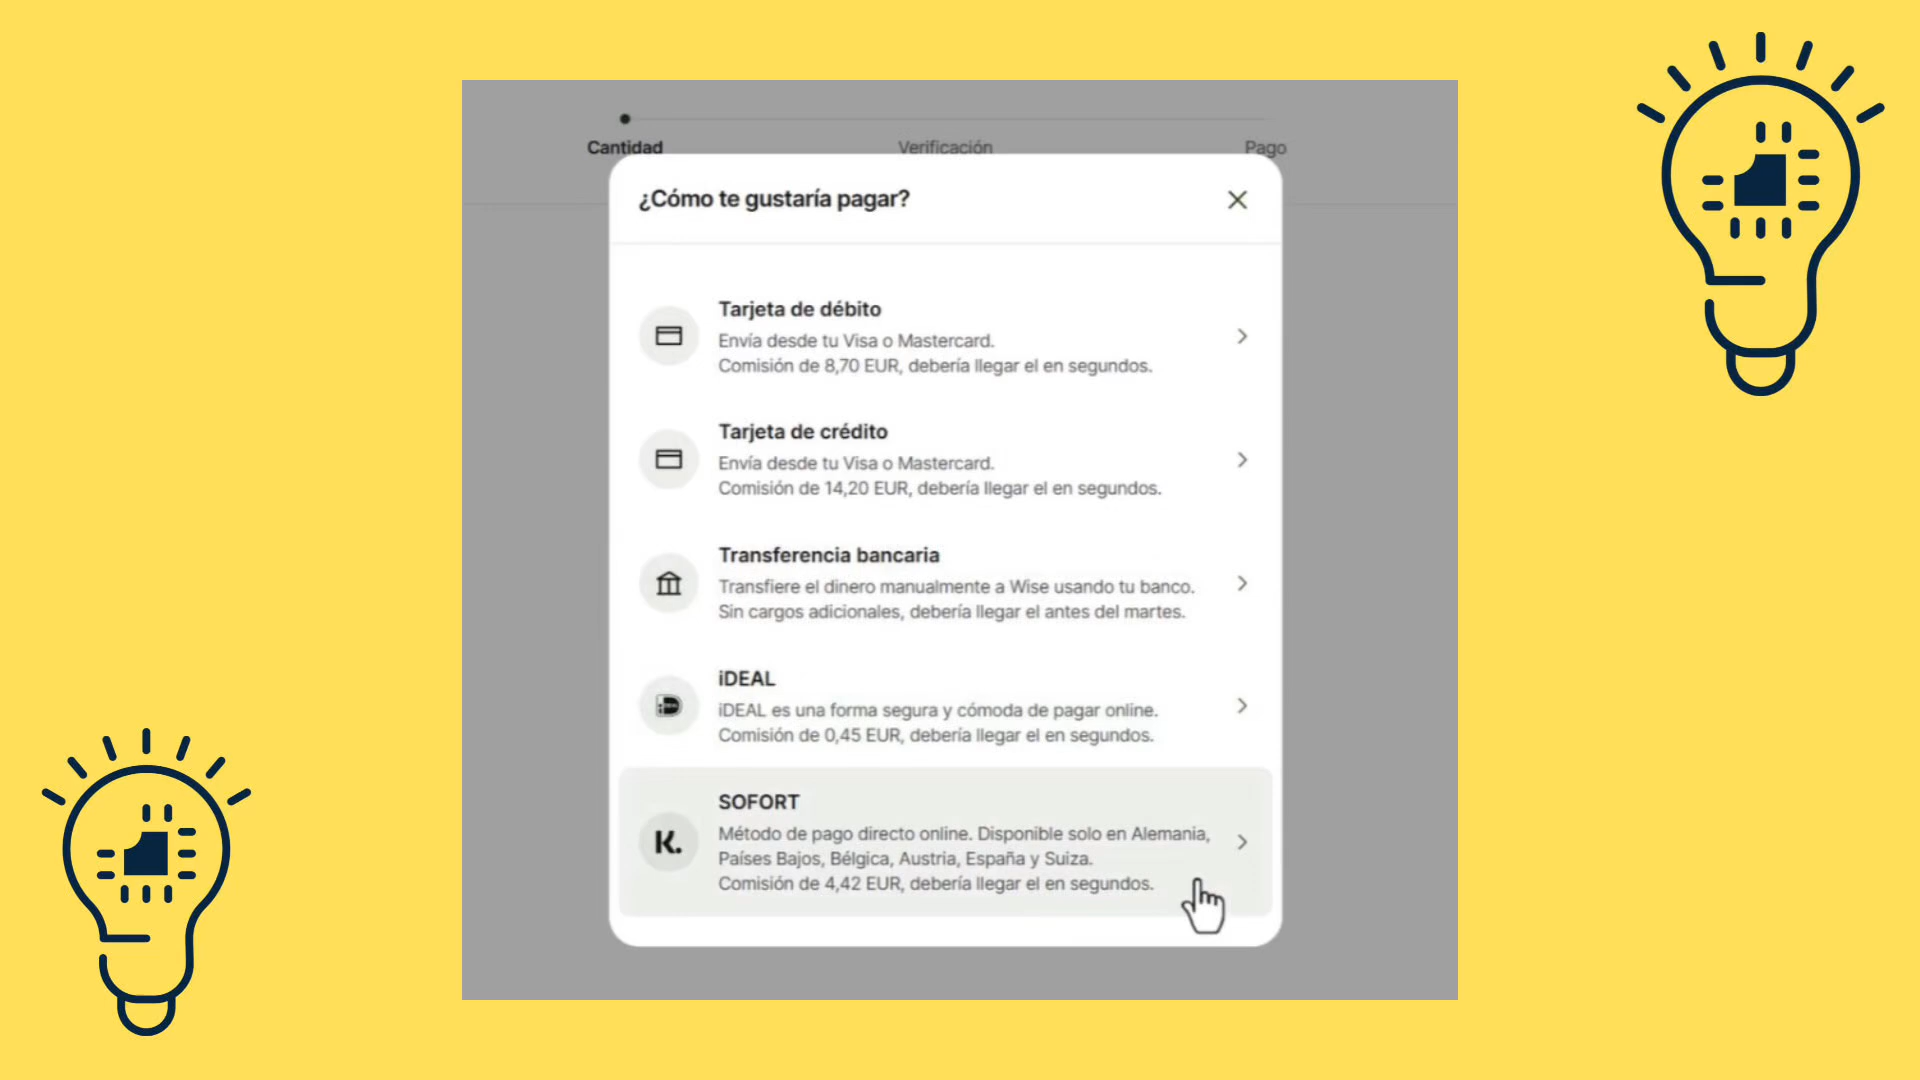 Cantidad
Verificación
Pago
¿Cómo te gustaría pagar?
Tarjeta de débito
Envía desde tu Visa o Mastercard.
Comisión de 8,70 EUR, debería llegar el en segundos.
Tarjeta de crédito
Envía desde tu Visa o Mastercard.
Comisión de 14,20 EUR, debería llegar el en segundos.
Transferencia bancaria
Transfiere el dinero manualmente a Wise usando tu banco.
Sin cargos adicionales, debería llegar el antes del martes.
iDEAL
iDEAL es una forma segura y cómoda de pagar online.
Comisión de 0,45 EUR, debería llegar el en segundos.
SOFORT
K.
Método de pago directo online. Disponible solo en Alemania,
Países Bajos, Bélgica, Austria, España y Suiza.
Comisión de 4,42 EUR, debería llegar el en segundos.